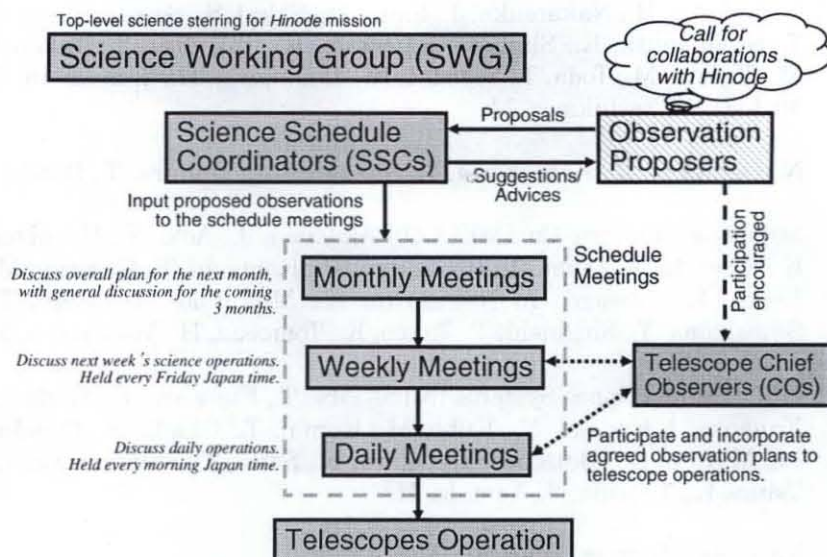 Top-level science sterring for Hinode mission
Science Working Group (SWG)
Call for
collaborations
with Hinode
Science Schedule
Coordinators (SSCs)
Proposals
Suggestions/
Advices
Observation
Proposers
Input proposed observations
to the schedule meetings
Participation
encouraged
Schedule
Meetings
Discuss overall plan for the next month,
with general discussion for the coming
3 months.
Monthly Meetings
Discuss next week's science operations.
Held every Friday Japan time.
Weekly Meetings
Telescope Chief
Observers (COs)
Discuss daily operations.
Held every morning Japan time.
Daily Meetings
Participate and incorporate
agreed observation plans to
telescope operations.
Telescopes Operation